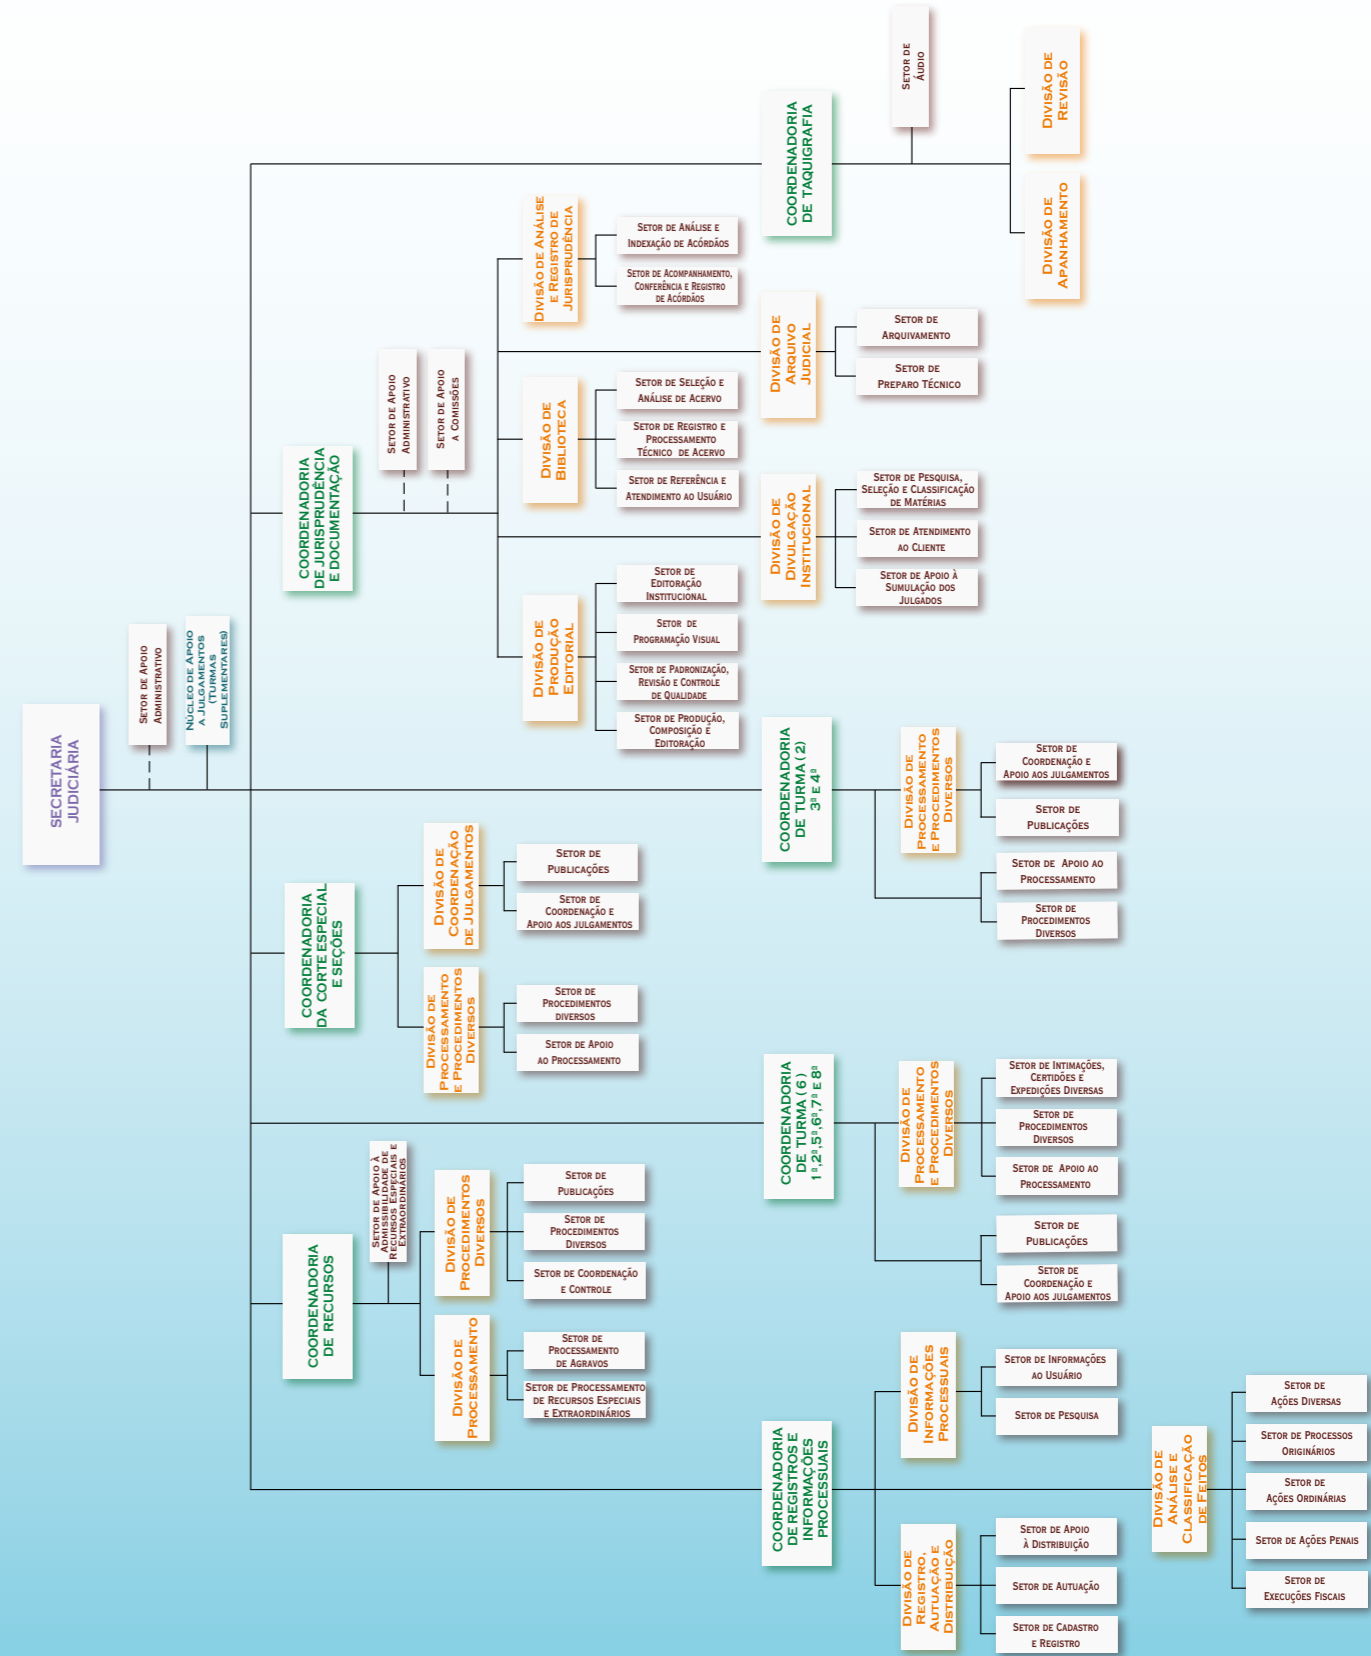 SECRETARIA
JUDICIÁRIA
SETOR DE APOIO
ADMINISTRATIVO
NÚCLEO DE APOIO
A JULGAMENTOS
(TURMAS
SUPLEMENTARES)
COORDENADORIA
DE TAQUIGRAFIA
SETOR DE
ÁUDIO
DIVISÃO DE
REVISÃO
DIVISÃO DE
APANHAMENTO
COORDENADORIA
DE JURISPRUDÊNCIA
E DOCUMENTAÇÃO
SETOR DE APOIO
ADMINISTRATIVO
SETOR DE APOIO
A COMISSÕES
DIVISÃO DE ANÁLISE
E REGISTRO DE
JURISPRUDÊNCIA
SETOR DE ANÁLISE E
INDEXAÇÃO DE ACÓRDÃOS
SETOR DE ACOMPANHAMENTO,
CONFERÊNCIA E REGISTRO
DE ACÓRDÃOS
DIVISÃO DE
ARQUIVO
JUDICIAL
SETOR DE
ARQUIVAMENTO
SETOR DE
PREPARO TÉCNICO
DIVISÃO DE
BIBLIOTECA
SETOR DE SELEÇÃO E
ANÁLISE DE ACERVO
SETOR DE REGISTRO E
PROCESSAMENTO
TÉCNICO DE ACERVO
SETOR DE REFERÊNCIA E
ATENDIMENTO AO USUÁRIO
DIVISÃO DE
DIVULGAÇÃO
INSTITUCIONAL
SETOR DE PESQUISA,
SELEÇÃO E CLASSIFICAÇÃO
DE MATÉRIAS
SETOR DE ATENDIMENTO
AO CLIENTE
SETOR DE APOIO À
SUMULAÇÃO DOS
JULGADOS
DIVISÃO DE
PRODUÇÃO
EDITORIAL
SETOR DE
EDITORAÇÃO
INSTITUCIONAL
SETOR DE
PROGRAMAÇÃO VISUAL
SETOR DE PADRONIZAÇÃO,
REVISÃO E CONTROLE
DE QUALIDADE
SETOR DE PRODUÇÃO,
COMPOSIÇÃO E
EDITORAÇÃO
COORDENADORIA
DE TURMA (2)
3ª E 4ª
DIVISÃO DE
PROCESSAMENTO
E PROCEDIMENTOS
DIVERSOS
SETOR DE
COORDENAÇÃO E
APOIO AOS JULGAMENTOS
SETOR DE
PUBLICAÇÕES
SETOR DE APOIO AO
PROCESSAMENTO
SETOR DE
PROCEDIMENTOS
DIVERSOS
COORDENADORIA
DA CORTE ESPECIAL
E SEÇÕES
DIVISÃO DE
COORDENAÇÃO
DE JULGAMENTOS
SETOR DE
PUBLICAÇÕES
SETOR DE
COORDENAÇÃO E
APOIO AOS JULGAMENTOS
DIVISÃO DE
PROCESSAMENTO
E PROCEDIMENTOS
DIVERSOS
SETOR DE
PROCEDIMENTOS
DIVERSOS
SETOR DE APOIO
AO PROCESSAMENTO
COORDENADORIA
DE TURMA (6)
1ª,2ª,5ª,6ª,7ª E 8ª
DIVISÃO DE
PROCESSAMENTO
E PROCEDIMENTOS
DIVERSOS
SETOR DE INTIMAÇÕES,
CERTIDÕES E
EXPEDIÇÕES DIVERSAS
SETOR DE
PROCEDIMENTOS
DIVERSOS
SETOR DE APOIO AO
PROCESSAMENTO
SETOR DE
PUBLICAÇÕES
SETOR DE
COORDENAÇÃO E
APOIO AOS JULGAMENTOS
COORDENADORIA
DE RECURSOS
SETOR DE APOIO À
ADMISSIBILIDADE DE
RECURSOS ESPECIAIS E
EXTRAORDINÁRIOS
DIVISÃO DE
PROCEDIMENTOS
DIVERSOS
SETOR DE
PUBLICAÇÕES
SETOR DE
PROCEDIMENTOS
DIVERSOS
SETOR DE COORDENAÇÃO
E CONTROLE
DIVISÃO DE
PROCESSAMENTO
SETOR DE
PROCESSAMENTO
DE AGRAVOS
SETOR DE PROCESSAMENTO
DE RECURSOS ESPECIAIS
E EXTRAORDINÁRIOS
COORDENADORIA
DE REGISTROS E
INFORMAÇÕES
PROCESSUAIS
DIVISÃO DE
INFORMAÇÕES
PROCESSUAIS
SETOR DE INFORMAÇÕES
AO USUÁRIO
SETOR DE PESQUISA
DIVISÃO DE
REGISTRO,
AUTUAÇÃO E
DISTRIBUIÇÃO
SETOR DE APOIO
À DISTRIBUIÇÃO
SETOR DE AUTUAÇÃO
SETOR DE CADASTRO
E REGISTRO
DIVISÃO DE
ANÁLISE E
CLASSIFICAÇÃO
DE FEITOS
SETOR DE
AÇÕES DIVERSAS
SETOR DE PROCESSOS
ORIGINÁRIOS
SETOR DE
AÇÕES ORDINÁRIAS
SETOR DE AÇÕES PENAIS
SETOR DE
EXECUÇÕES FISCAIS